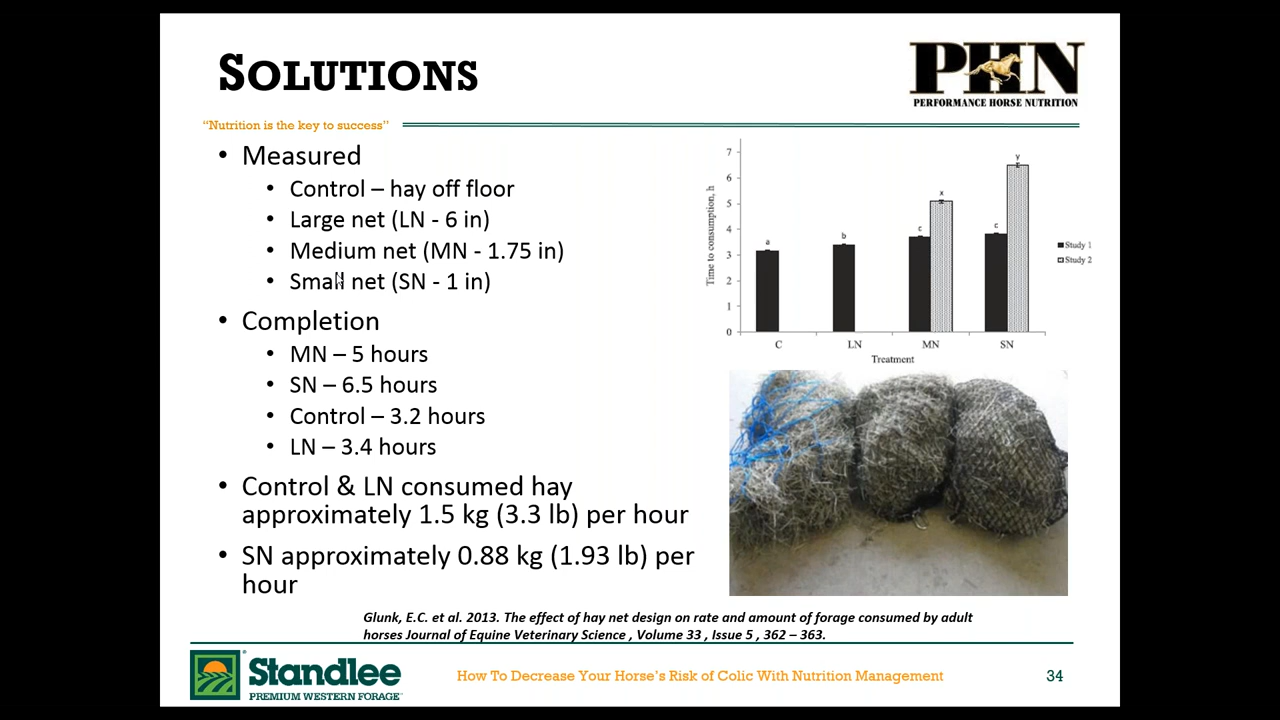 SOLUTIONS
PHN
PERFORMANCE HORSE NUTRITION
“Nutrition is the key to success”
• Measured
• Control – hay off floor
• Large net (LN - 6 in)
• Medium net (MN - 1.75 in)
• Small net (SN - 1 in)
• Completion
• MN – 5 hours
• SN – 6.5 hours
• Control – 3.2 hours
• LN – 3.4 hours
• Control & LN consumed hay
approximately 1.5 kg (3.3 lb) per hour
• SN approximately 0.88 kg (1.93 lb) per
hour
Time to consumption, h
7
6
5
4
3
2
1
0
a
b
c
x
c
y
C
LN
MN
SN
Treatment
Study 1
Study 2
Glunk, E.C. et al. 2013. The effect of hay net design on rate and amount of forage consumed by adult
horses Journal of Equine Veterinary Science , Volume 33 , Issue 5 , 362 – 363.
Standlee®
PREMIUM WESTERN FORAGE
How To Decrease Your Horse’s Risk of Colic With Nutrition Management
34